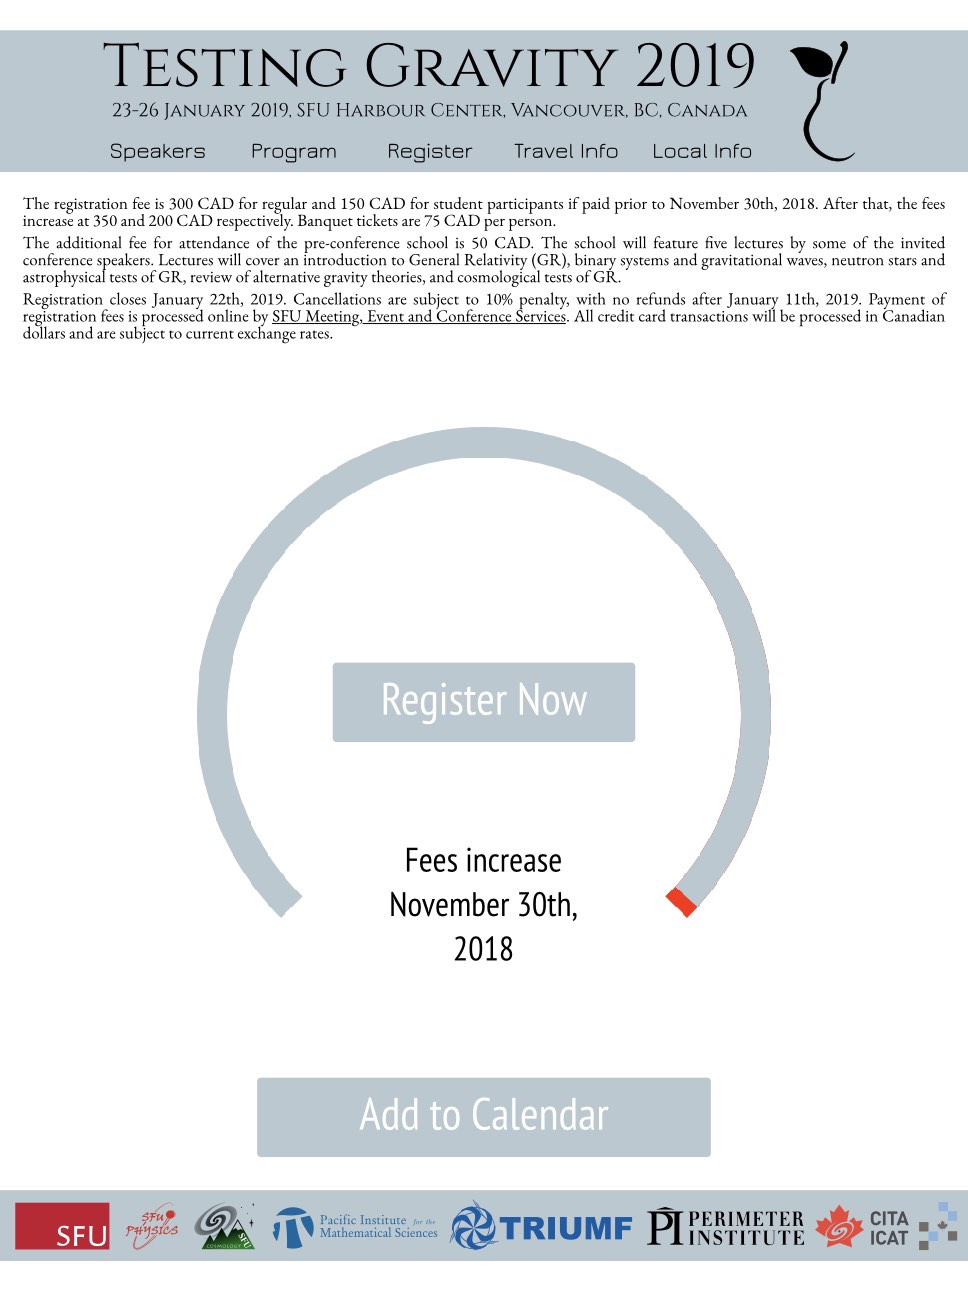 Testing Gravity 2019
23-26 January 2019, SFU Harbour Center, Vancouver, BC, Canada
Speakers Program Register Travel Info Local Info
The registration fee is 300 CAD for regular and 150 CAD for student participants if paid prior to November 30th, 2018. After that, the fees
increase at 350 and 200 CAD respectively. Banquet tickets are 75 CAD per person.
The additional fee for attendance of the pre-conference school is 50 CAD. The school will feature five lectures by some of the invited
conference speakers. Lectures will cover an introduction to General Relativity (GR), binary systems and gravitational waves, neutron stars and
astrophysical tests of GR, review of alternative gravity theories, and cosmological tests of GR.
Registration closes January 22th, 2019. Cancellations are subject to 10% penalty, with no refunds after January 11th, 2019. Payment of
registration fees is processed online by SFU Meeting, Event and Conference Services. All credit card transactions will be processed in Canadian
dollars and are subject to current exchange rates.
Register Now
Fees increase
November 30th,
2018
Add to Calendar
SFU
SFU
PHYSICS
COSMOLOGY
SFU
Pacific Institute for the
Mathematical Sciences
TRIUMF
PI PERIMETER
INSTITUTE
CITA
ICAT